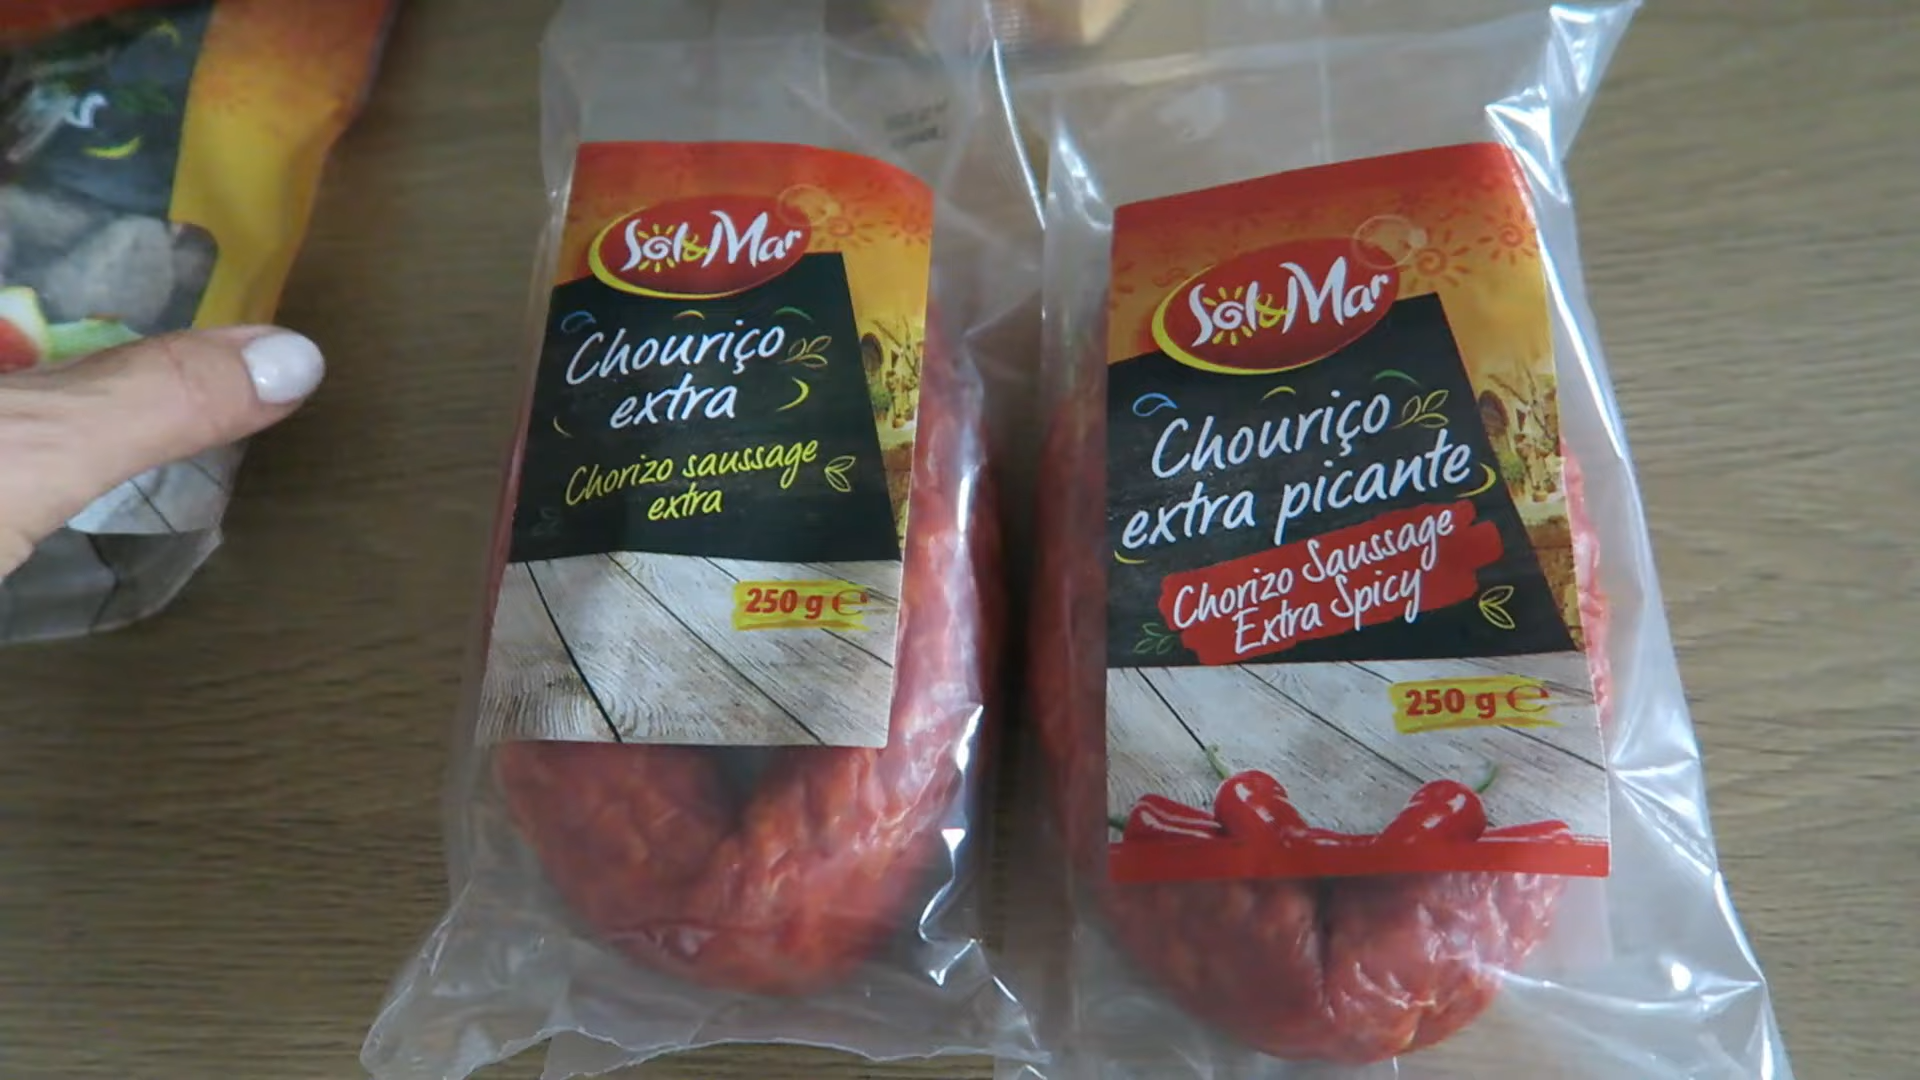 Sol&Mar
Chouriço
extra
Chorizo saussage
extra
250 g e
Sol&Mar
Chouriço
extra picante
Chorizo Saussage
Extra Spicy
250 g e